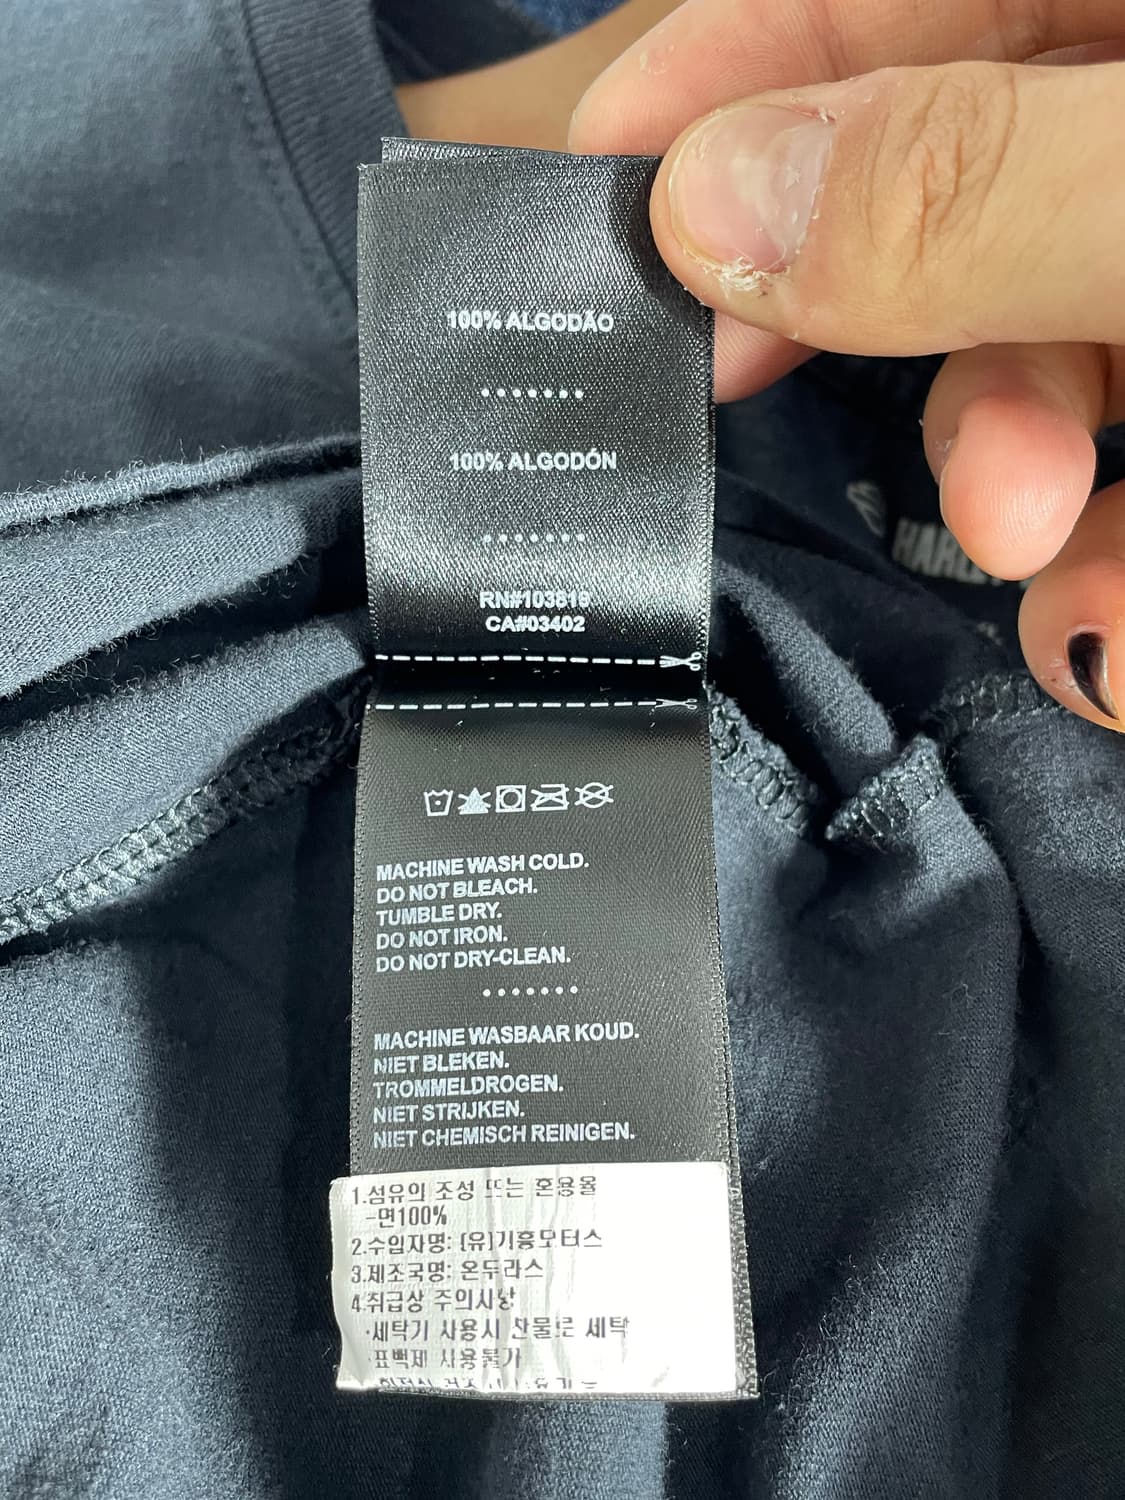 100% ALGODÃO
100% ALGODÓN
RN#103819
CA#03402
MACHINE WASH COLD.
DO NOT BLEACH.
TUMBLE DRY.
DO NOT IRON.
DO NOT DRY-CLEAN.
MACHINE WASBAAR KOUD.
NIET BLEKEN.
TROMMELDROGEN.
NIET STRIJKEN.
NIET CHEMISCH REINIGEN.
1.섬유의 조성 또는 혼용율
-면100%
2.수입자명: (유)기흥모터스
3.제조국명: 온두라스
4.취급상 주의사항
·세탁기 사용시 찬물로 세탁
·표백제 사용불가